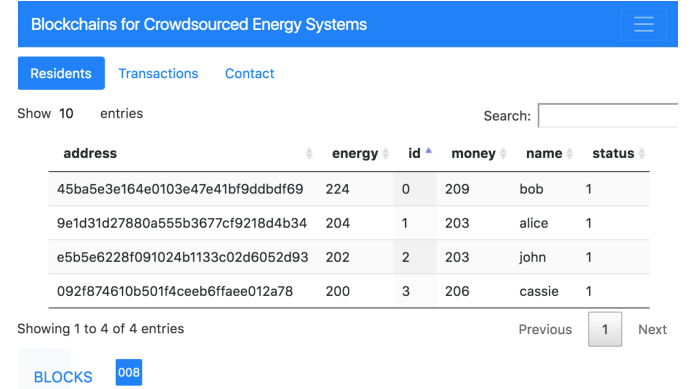 Blockchains for Crowdsourced Energy Systems
Residents Transactions Contact
Show 10 entries Search:
address energy id money name status
45ba5e3e164e0103e47e41bf9ddbdf69 224 0 209 bob 1
9e1d31d27880a555b3677cf9218d4b34 204 1 203 alice 1
e5b5e6228f091024b1133c02d6052d93 202 2 203 john 1
092f874610b501f4ceeb6ffaee012a78 200 3 206 cassie 1
Showing 1 to 4 of 4 entries Previous 1 Next
BLOCKS 008